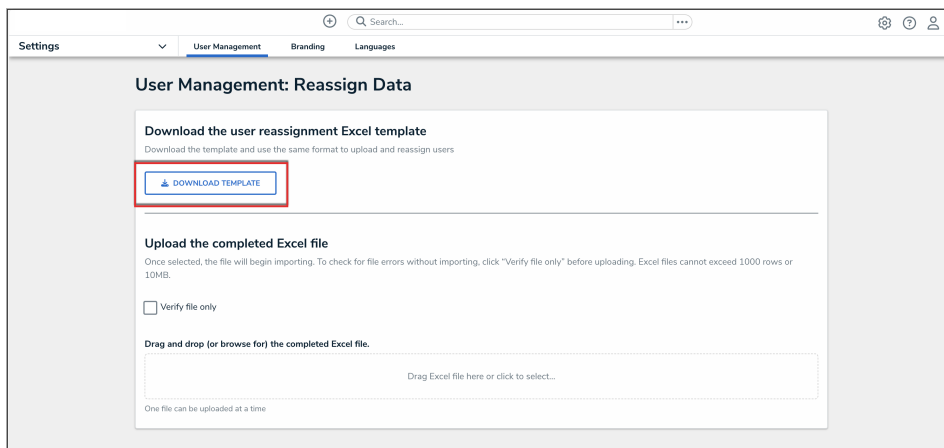 Search...
Settings
User Management
Branding
Languages
User Management: Reassign Data
Download the user reassignment Excel template
Download the template and use the same format to upload and reassign users
DOWNLOAD TEMPLATE
Upload the completed Excel file
Once selected, the file will begin importing. To check for file errors without importing, click "Verify file only" before uploading. Excel files cannot exceed 1000 rows or
10MB.
Verify file only
Drag and drop (or browse for) the completed Excel file.
Drag Excel file here or click to select...
One file can be uploaded at a time